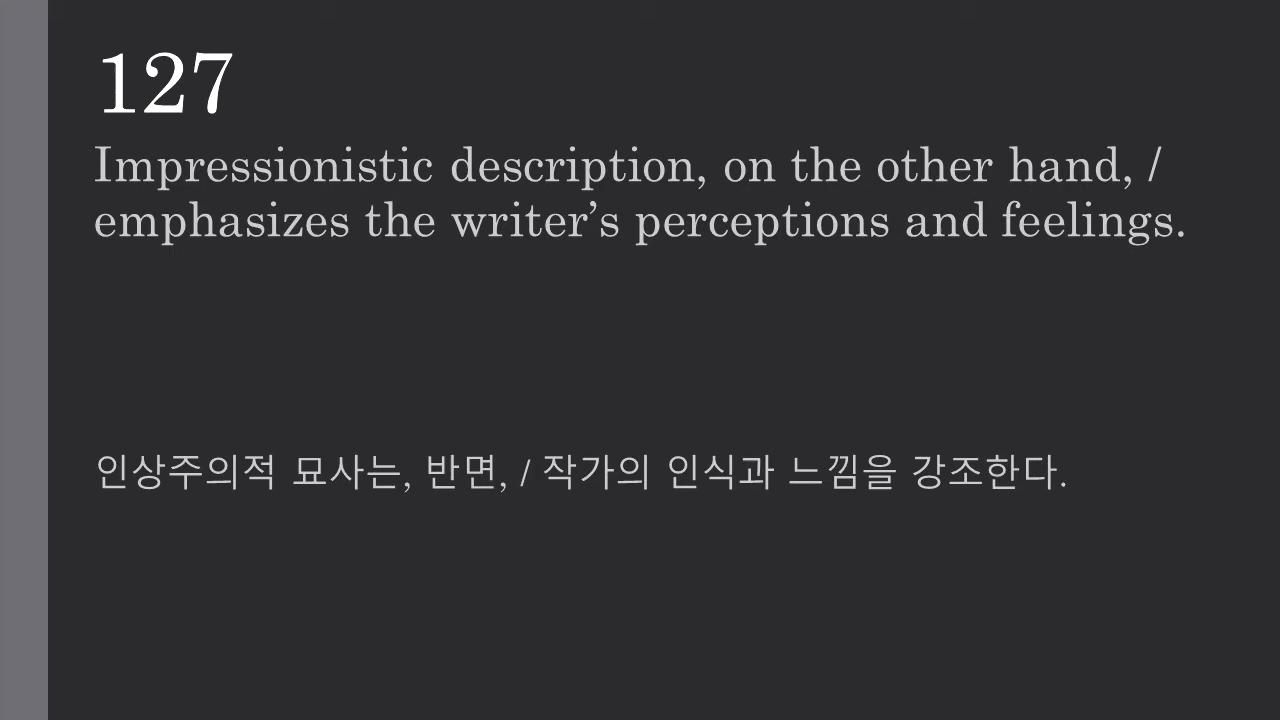 127
Impressionistic description, on the other hand, /
emphasizes the writer’s perceptions and feelings.
인상주의적 묘사는, 반면, / 작가의 인식과 느낌을 강조한다.